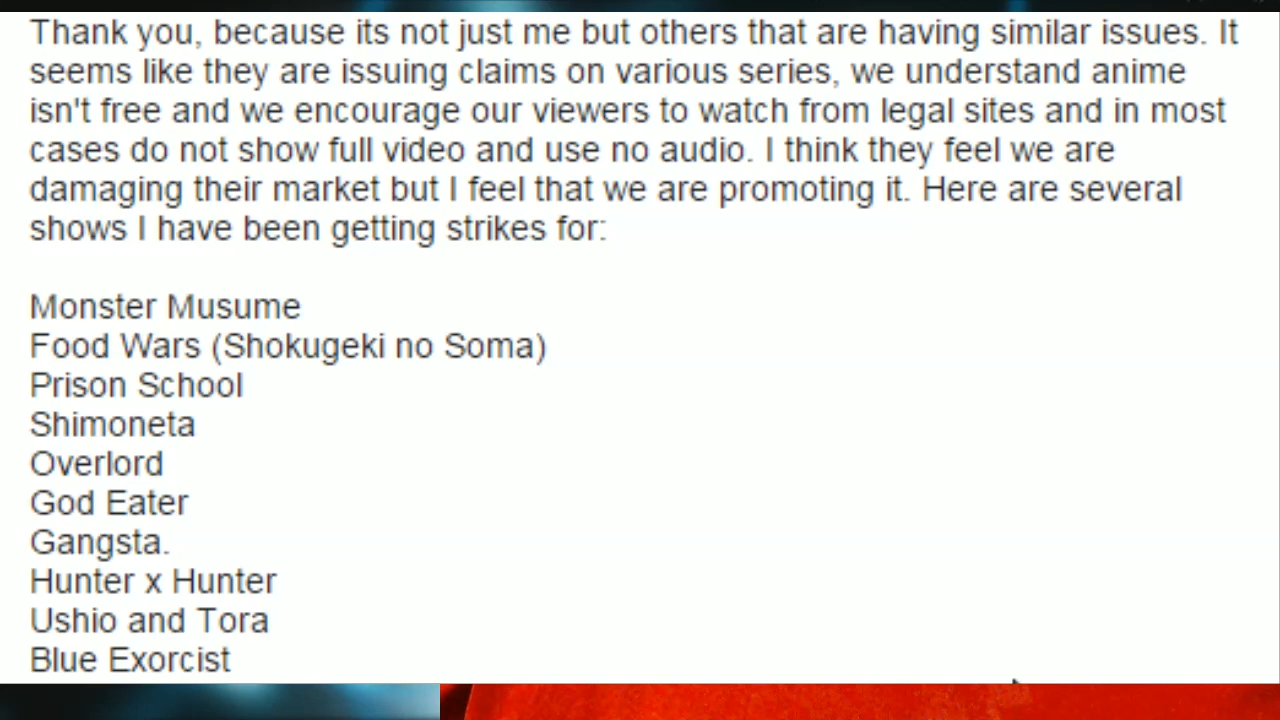 Thank you, because its not just me but others that are having similar issues. It
seems like they are issuing claims on various series, we understand anime
isn't free and we encourage our viewers to watch from legal sites and in most
cases do not show full video and use no audio. I think they feel we are
damaging their market but I feel that we are promoting it. Here are several
shows I have been getting strikes for:
Monster Musume
Food Wars (Shokugeki no Soma)
Prison School
Shimoneta
Overlord
God Eater
Gangsta.
Hunter x Hunter
Ushio and Tora
Blue Exorcist